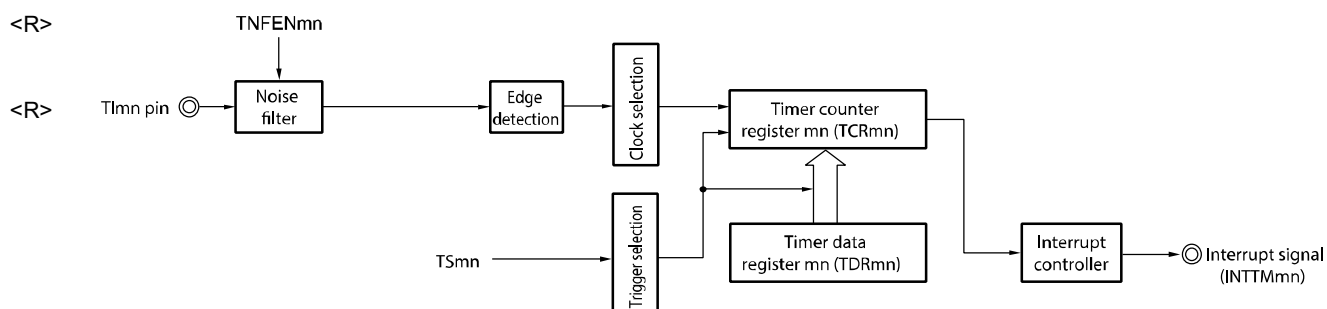 <R>
TNFENmn
<R>
TImn pin
Noise
filter
Edge
detection
Clock selection
Timer counter
register mn (TCRmn)
TSmn
Trigger selection
Timer data
register mn (TDRmn)
Interrupt
controller
Interrupt signal
(INTTMmn)